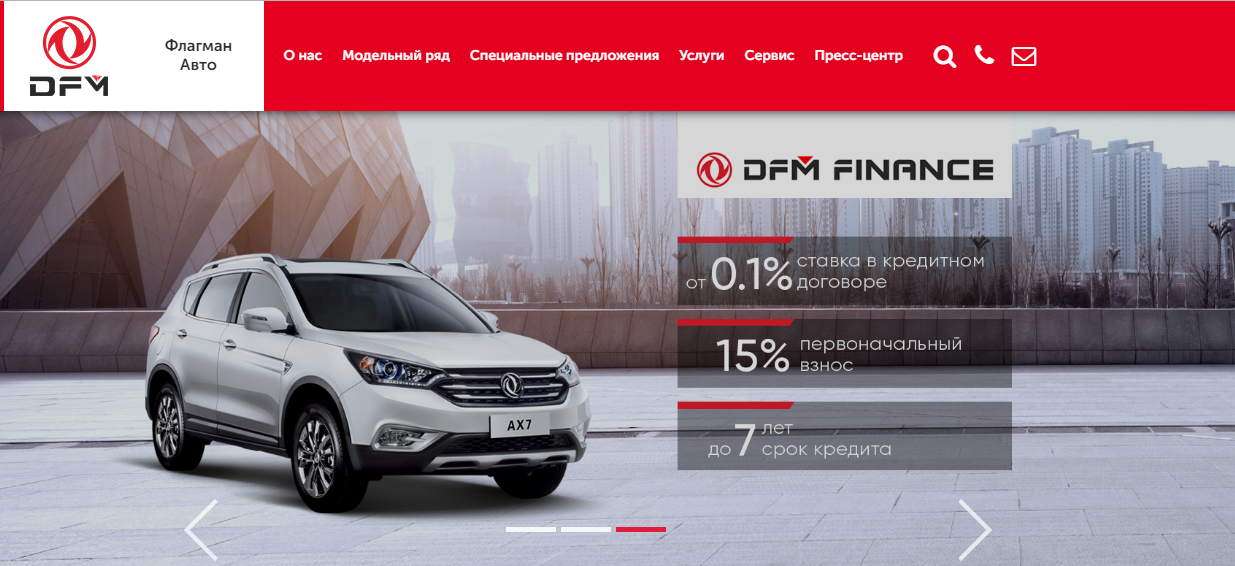 DFM
Флагман
Авто
О нас Модельный ряд Специальные предложения Услуги Сервис Пресс-центр
DFM FINANCE
от 0.1% ставка в кредитном
договоре
15% первоначальный
взнос
до 7 лет
срок кредита
AX7